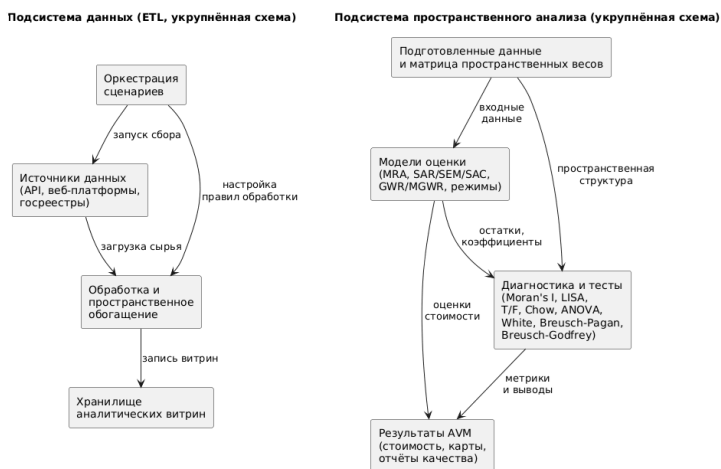 Подсистема данных (ETL, укрупнённая схема)
Оркестрация
сценариев
запуск сбора
Источники данных
(API, веб-платформы,
госреестры)
настройка
правил обработки
загрузка сырья
Обработка и
пространственное
обогащение
запись витрин
Хранилище
аналитических витрин
Подсистема пространственного анализа (укрупнённая схема)
Подготовленные данные
и матрица пространственных весов
входные
данные
Модели оценки
(MRA, SAR/SEM/SAC,
GWR/MGWR, режимы)
пространственная
структура
остатки,
коэффициенты
Диагностика и тесты
(Moran's I, LISA,
T/F, Chow, ANOVA,
White, Breusch-Pagan,
Breusch-Godfrey)
оценки
стоимости
метрики
и выводы
Результаты AVM
(стоимость, карты,
отчёты качества)